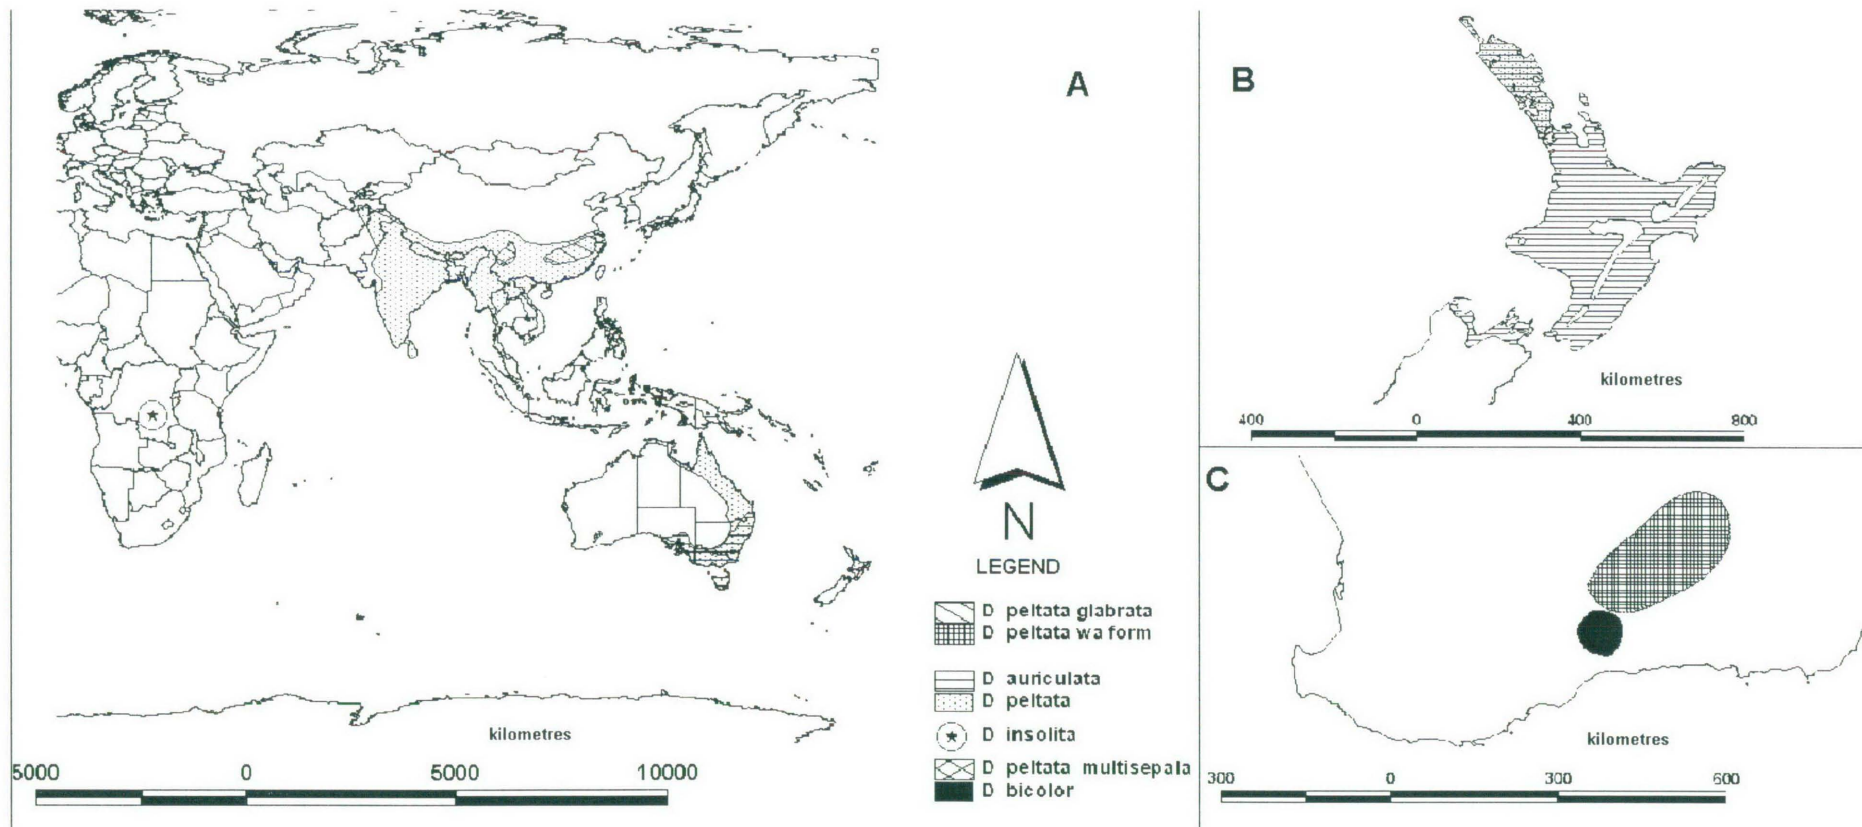 A
N
LEGEND
D peltata glabrata
D peltata wa form
D auriculata
D peltata
D insolita
D peltata multisepala
D bicolor
kilometres
5000 0 5000 10000
B
kilometres
400 0 400 800
C
kilometres
300 0 300 600